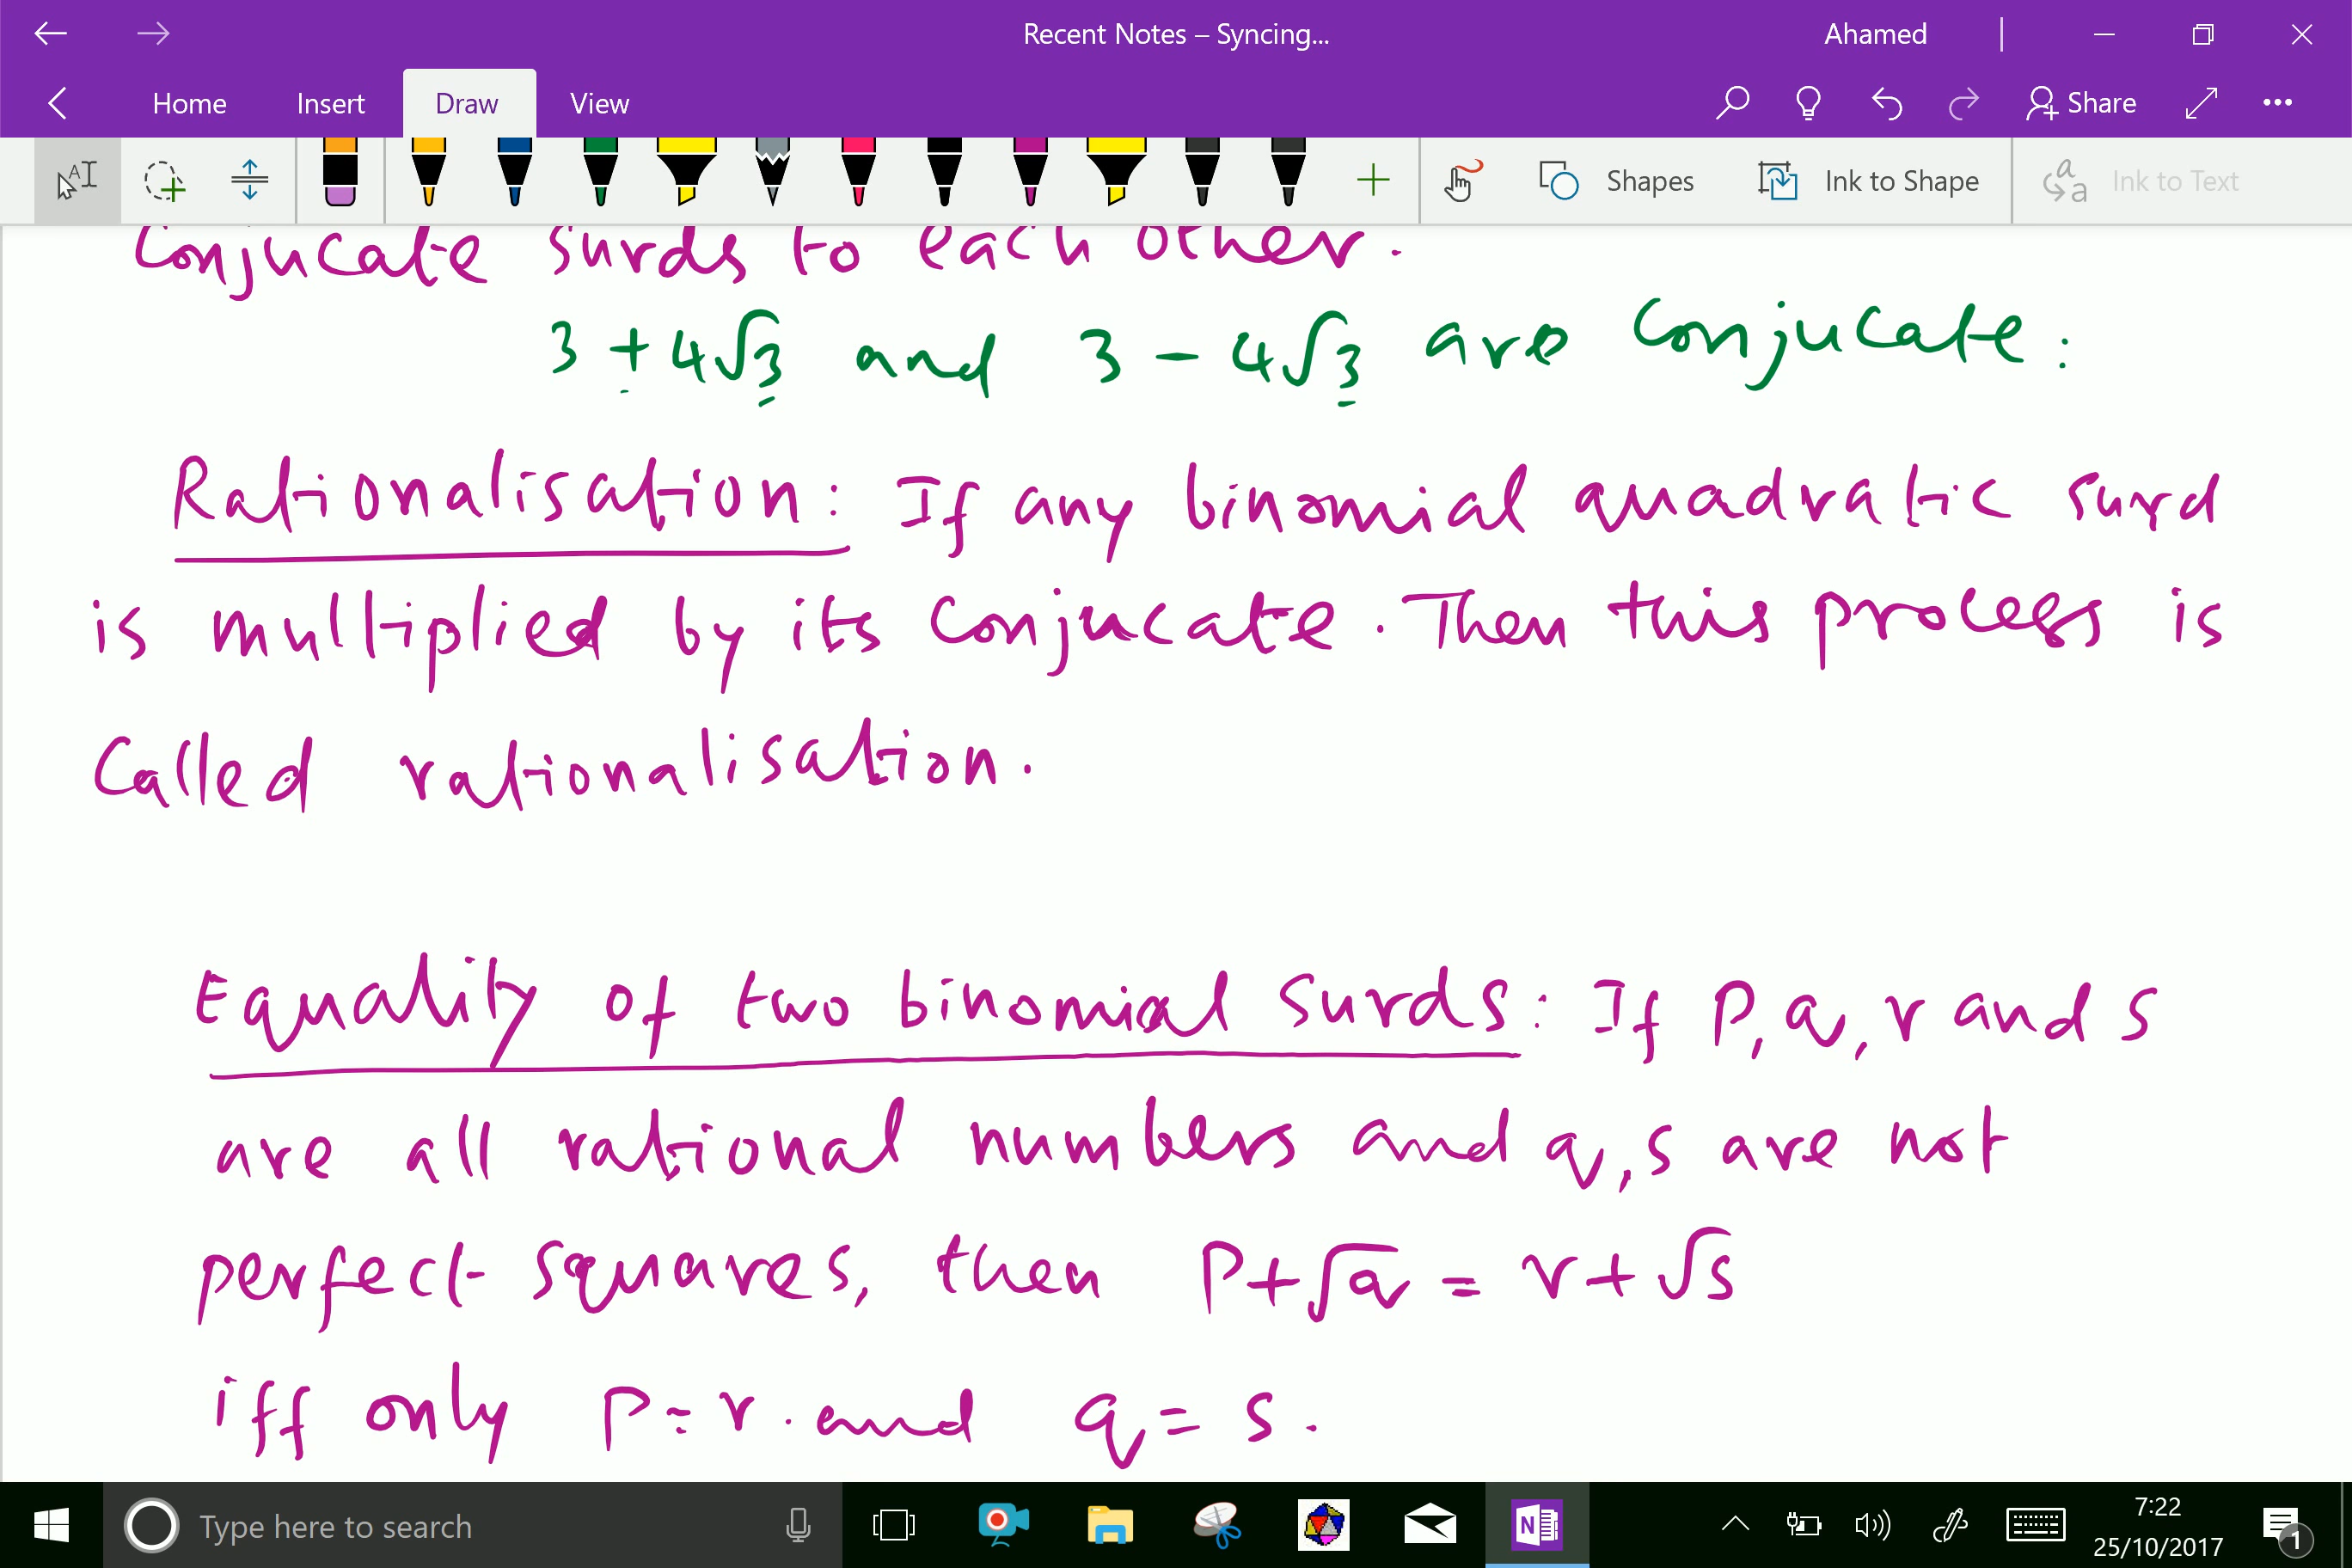 Recent Notes – Syncing...
Ahamed
Home Insert Draw View
Share
Shapes Ink to Shape Ink to Text
Conjucate surds to each other.
3 + 4√3 and 3 - 4√3 are Conjucate:
Rationalisation: If any binomial quadratic surd
is multiplied by its Conjucate. Then this process is
Called rationalisation.
Equality of two binomial surds: If P, q, r and s
are all rational numbers and q, s are not
perfect squares, then P+√q = r+√s
iff only P=r. and q = s.
Type here to search
N
7:22
25/10/2017
1